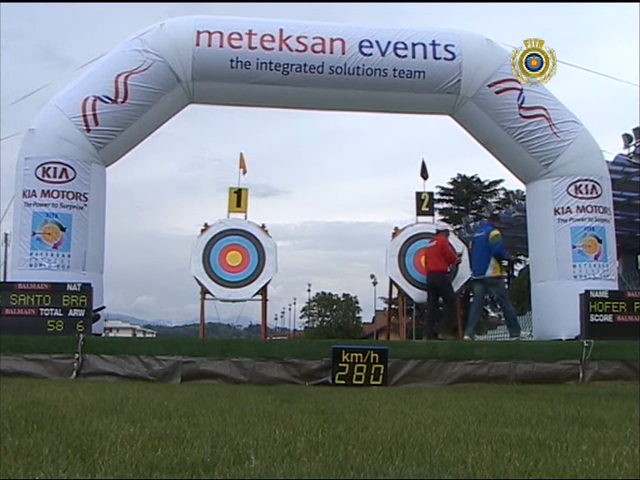 meteksan events
the integrated solutions team
FITA
KIA
KIA MOTORS
The Power to Surprise
KIA
KIA MOTORS
The Power to Surprise
1
2
BALMAIN NAT
SANTO BRA
BALMAIN TOTAL ARW
58 6
NAME BALMAIN
HOFER
SCORE BALMAIN
km/h
280